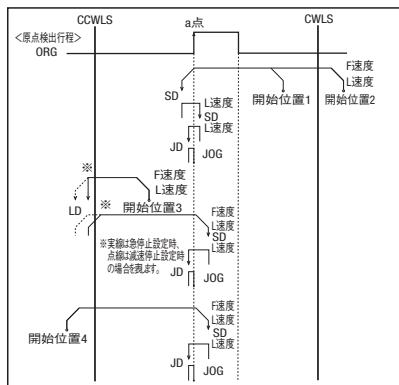 CCWLS
a点
CWLS
<原点検出行程>
ORG
F速度
L速度
SD
開始位置1
開始位置2
L速度
SD
L速度
JD
JOG
※
F速度
L速度
LD
開始位置3
※
F速度
L速度
SD
※実線は急停止設定時、
点線は減速停止設定時
の場合を表します。
L速度
JD
JOG
F速度
L速度
SD
開始位置4
L速度
JD
JOG